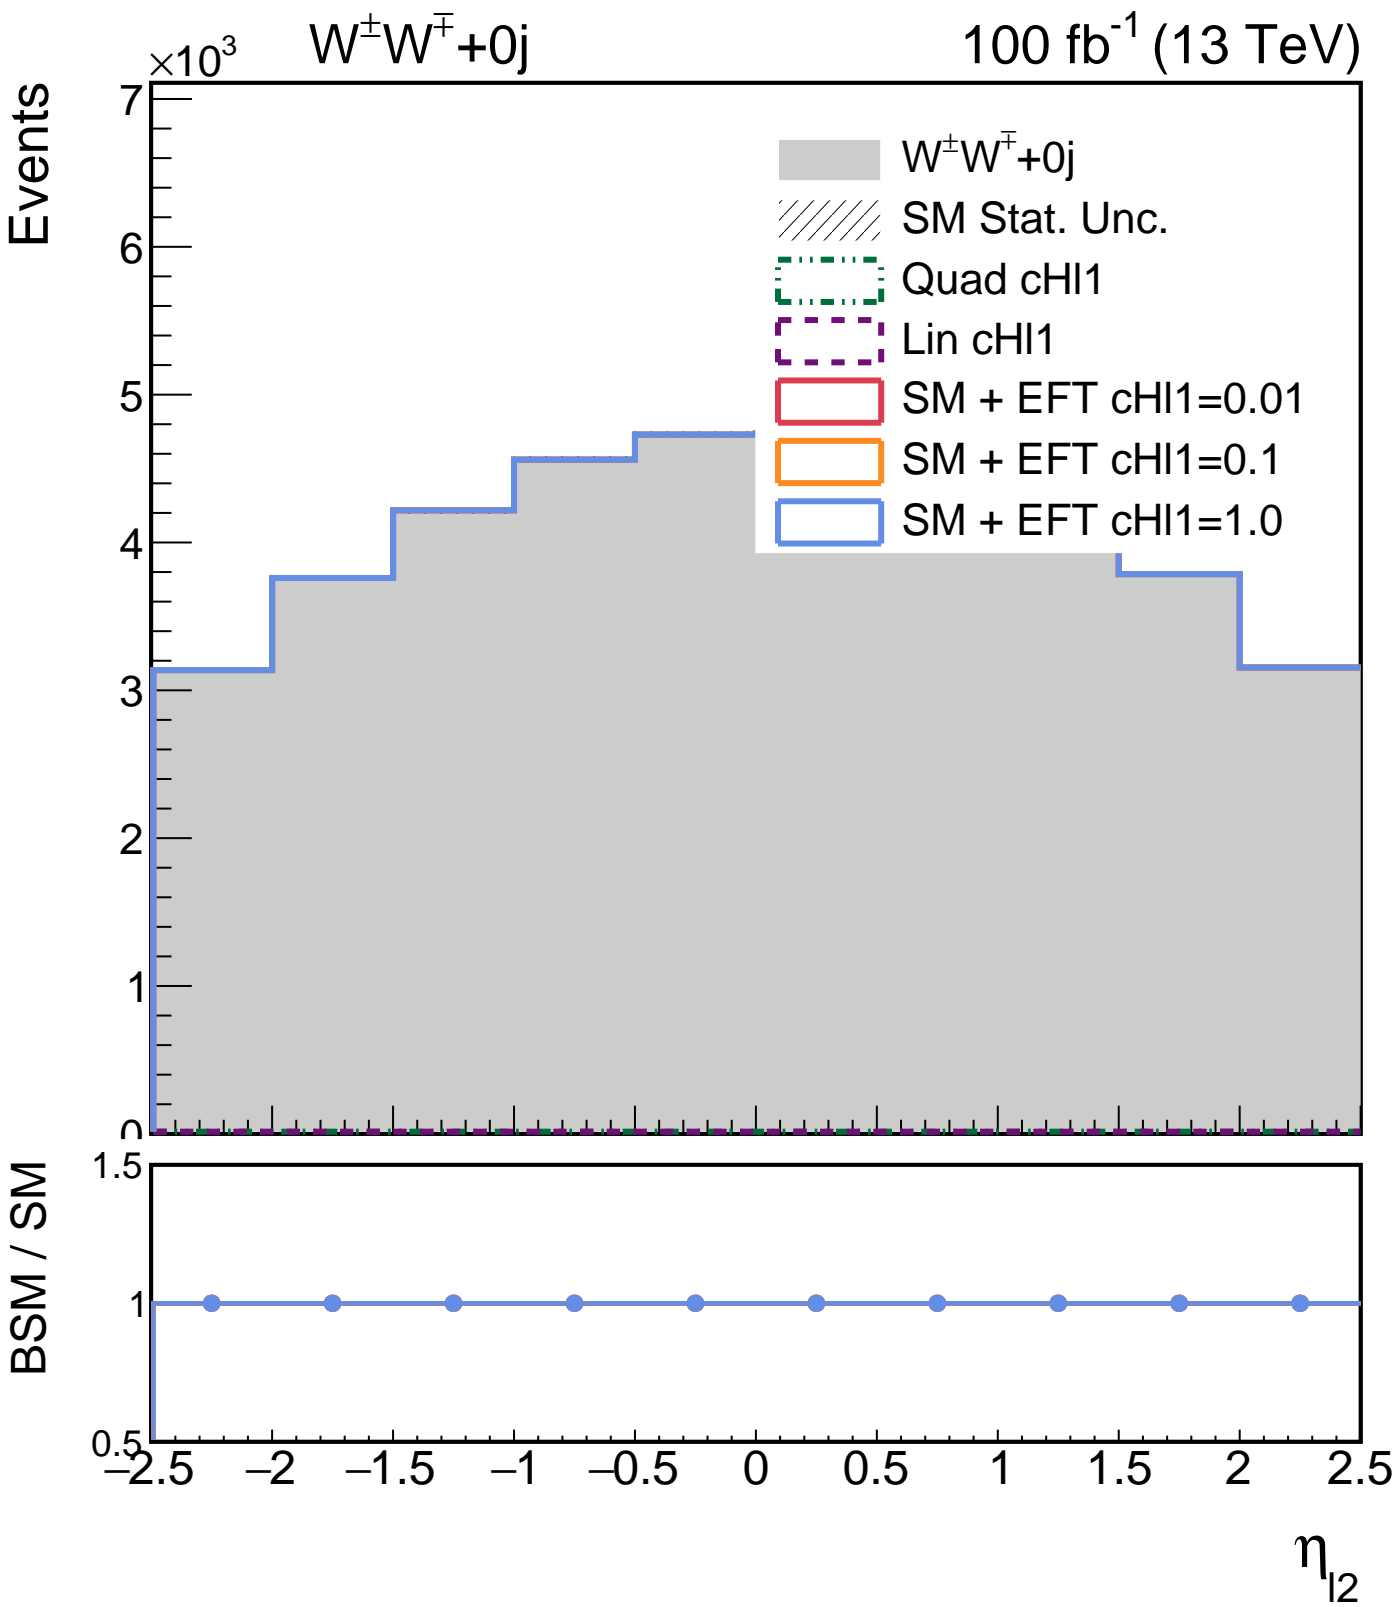 W±W∓+0j 100 fb-1 (13 TeV)
×10³
Events
7
6
5
4
3
2
1
0
W±W∓+0j
SM Stat. Unc.
Quad cHl1
Lin cHl1
SM + EFT cHl1=0.01
SM + EFT cHl1=0.1
SM + EFT cHl1=1.0
BSM / SM
1.5
1
0.5
−2.5 −2 −1.5 −1 −0.5 0 0.5 1 1.5 2 2.5
ηl2